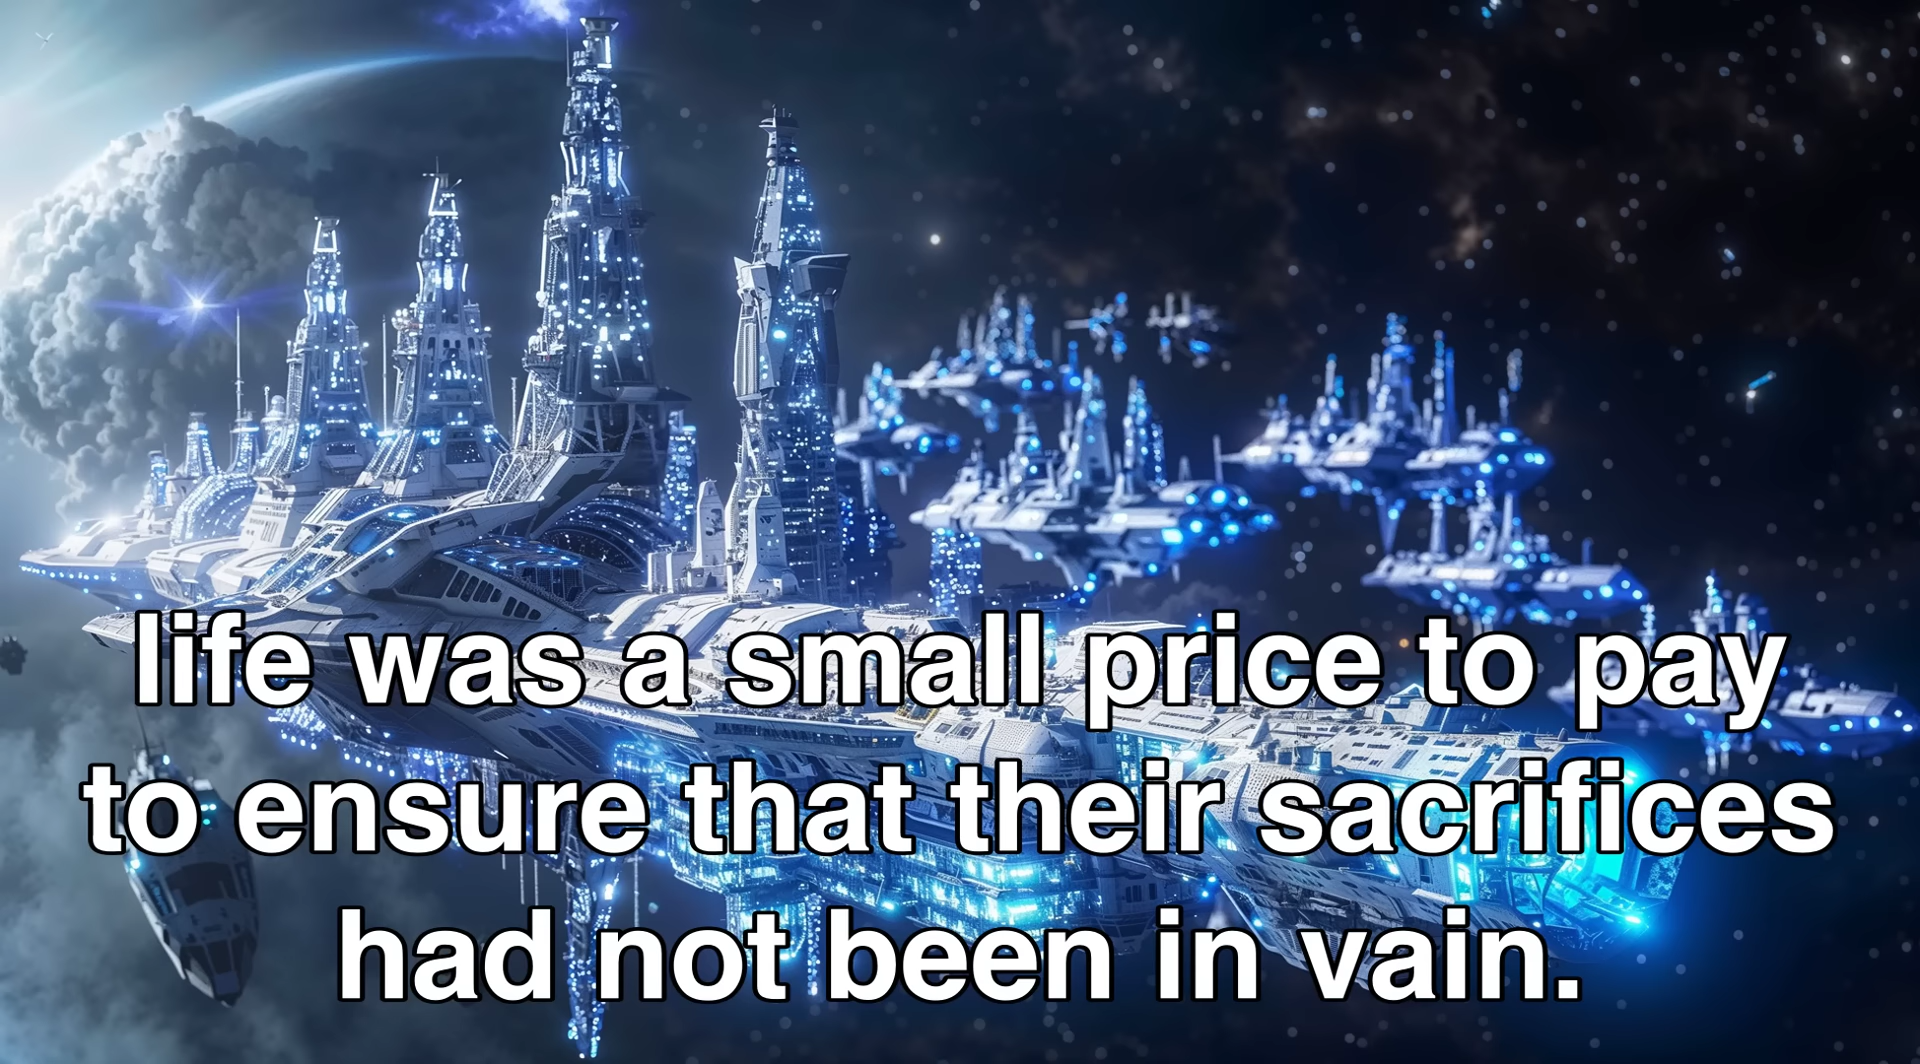 life was a small price to pay
to ensure that their sacrifices
had not been in vain.